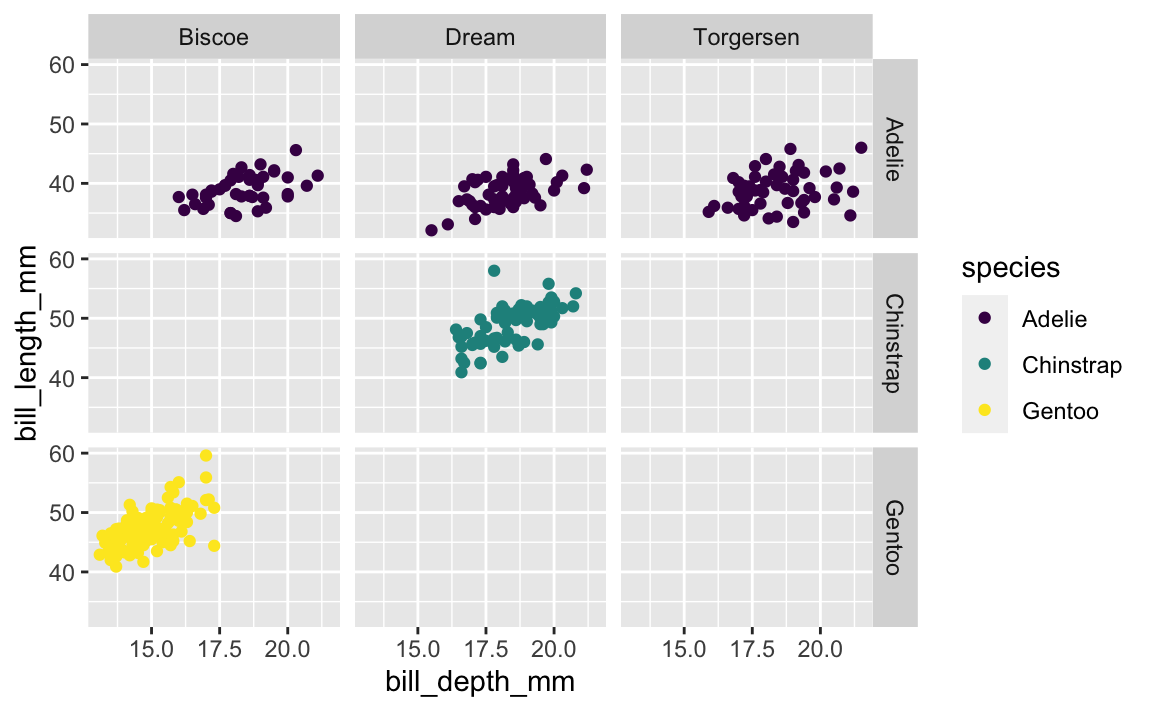 Biscoe
Dream
Torgersen
60
50
40
Adelie
60
50
40
Chinstrap
60
50
40
Gentoo
15.0
17.5
20.0
15.0
17.5
20.0
15.0
17.5
20.0
bill_depth_mm
bill_length_mm
species
Adelie
Chinstrap
Gentoo